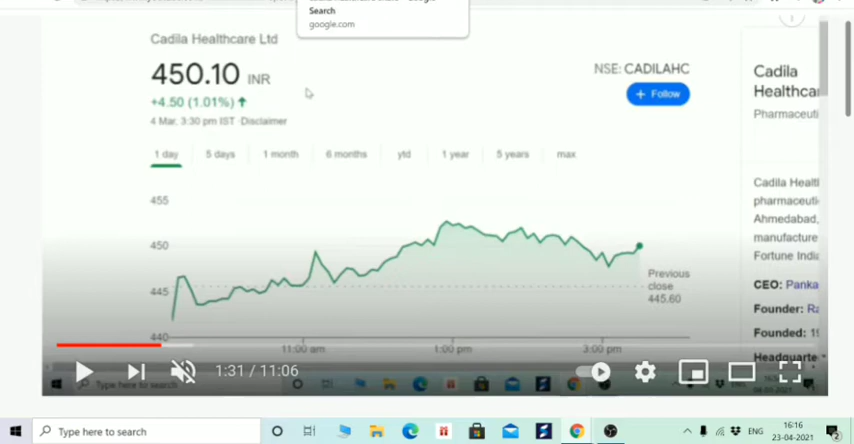 Search
google.com
Cadila Healthcare Ltd
450.10 INR
+4.50 (1.01%)
4 Mar, 3:30 pm IST · Disclaimer
NSE: CADILAHC
+ Follow
1 day 5 days 1 month 6 months ytd 1 year 5 years max
455
450
445
440
Previous
close
445.60
11:00 am 1:00 pm 3:00 pm
Cadila
Healthca
Pharmaceuti
Cadila Healt
pharmaceuti
Ahmedabad,
manufacture
Fortune India
CEO: Panka
Founder: Ra
Founded: 19
Headquarte
1:31 / 11:06
Type here to search
Type here to search
ENG
16:16
23-04-2021
2